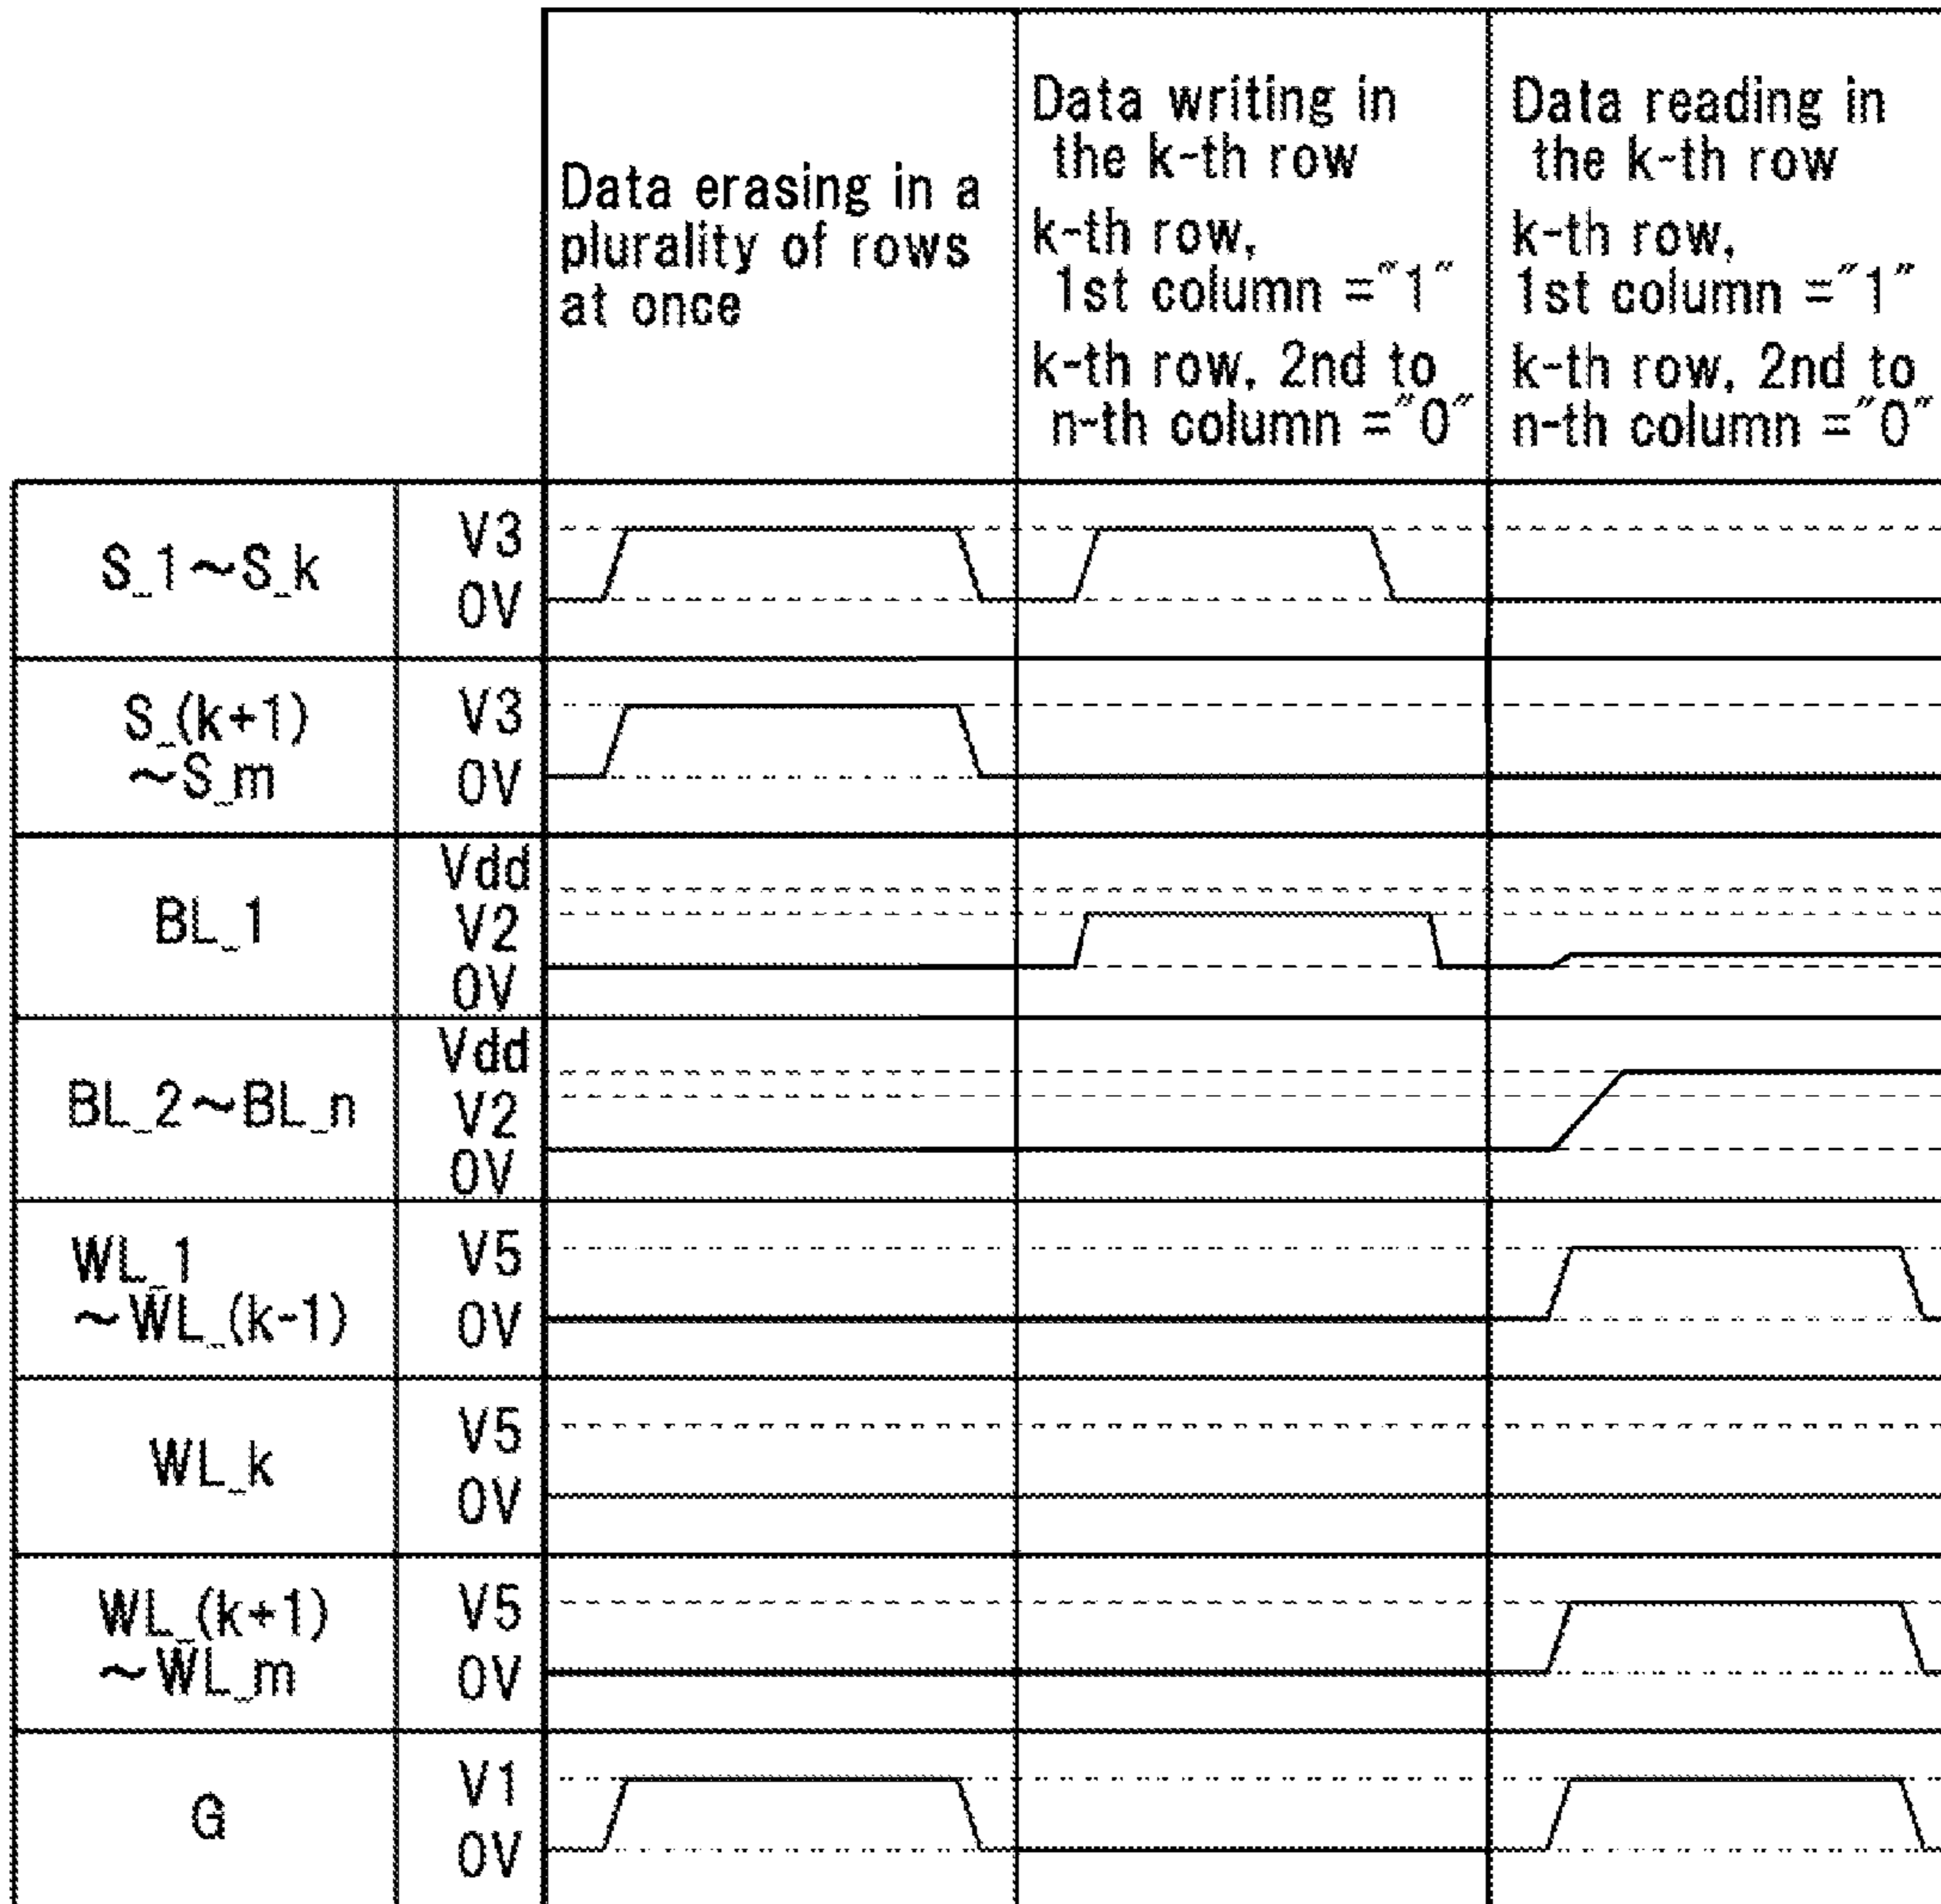 Data erasing in a
plurality of rows
at once
Data writing in
the k-th row
k-th row,
1st column ="1"
k-th row, 2nd to
n-th column ="0"
Data reading in
the k-th row
k-th row,
1st column ="1"
k-th row, 2nd to
n-th column ="0"
S_1~S_k
V3
0V
S_(k+1)
~S_m
V3
0V
BL_1
Vdd
V2
0V
BL_2~BL_n
Vdd
V2
0V
WL_1
~WL_(k-1)
V5
0V
WL_k
V5
0V
WL_(k+1)
~WL_m
V5
0V
G
V1
0V